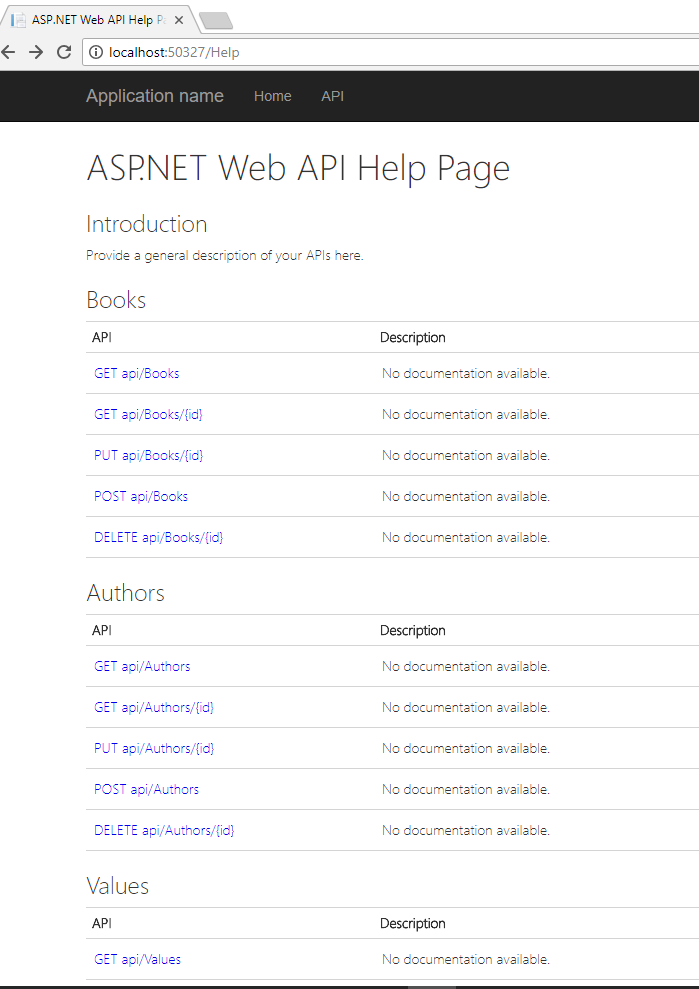 ASP.NET Web API Help Pa
localhost:50327/Help
Application name Home API
ASP.NET Web API Help Page
Introduction
Provide a general description of your APIs here.
Books
API Description
GET api/Books No documentation available.
GET api/Books/{id} No documentation available.
PUT api/Books/{id} No documentation available.
POST api/Books No documentation available.
DELETE api/Books/{id} No documentation available.
Authors
API Description
GET api/Authors No documentation available.
GET api/Authors/{id} No documentation available.
PUT api/Authors/{id} No documentation available.
POST api/Authors No documentation available.
DELETE api/Authors/{id} No documentation available.
Values
API Description
GET api/Values No documentation available.